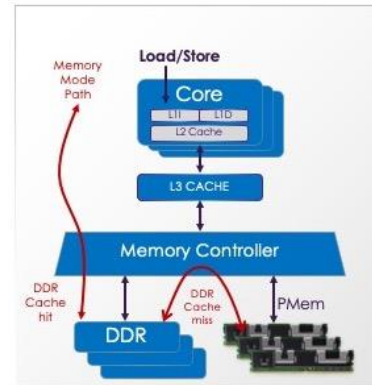 Memory
Mode
Path
Load/Store
Core
L1I L1D
L2 Cache
L3 CACHE
Memory Controller
DDR
Cache
hit
DDR
Cache
miss
PMem
DDR